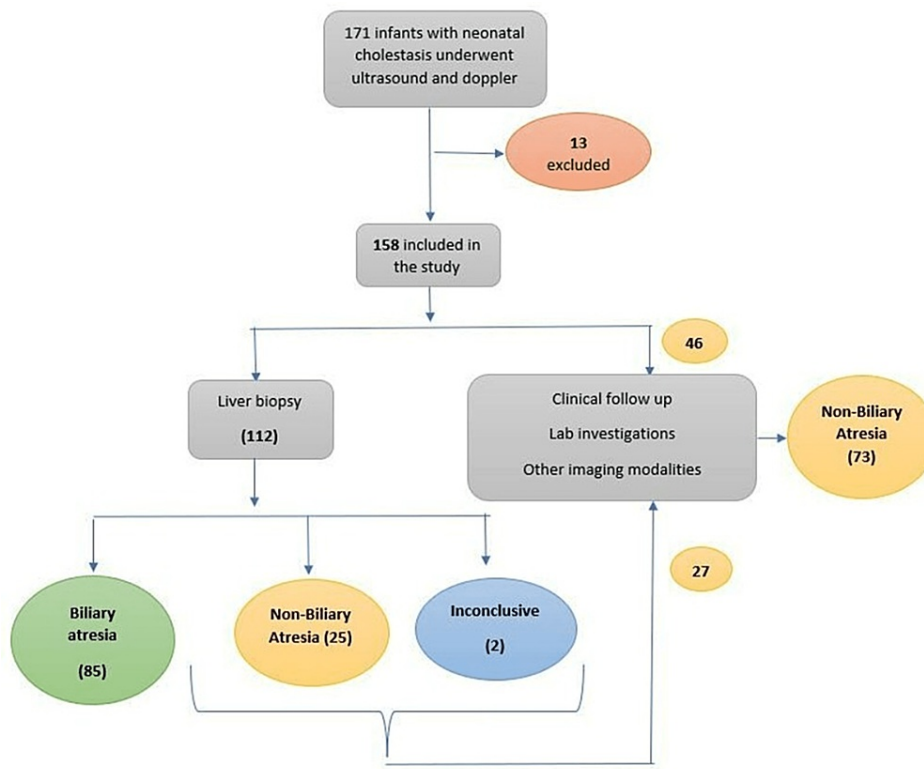 171 infants with neonatal
cholestasis underwent
ultrasound and doppler
13
excluded
158 included in
the study
46
Liver biopsy
(112)
Clinical follow up
Lab investigations
Other imaging modalities
Non-Biliary
Atresia
(73)
27
Biliary
atresia
(85)
Non-Biliary
Atresia (25)
Inconclusive
(2)